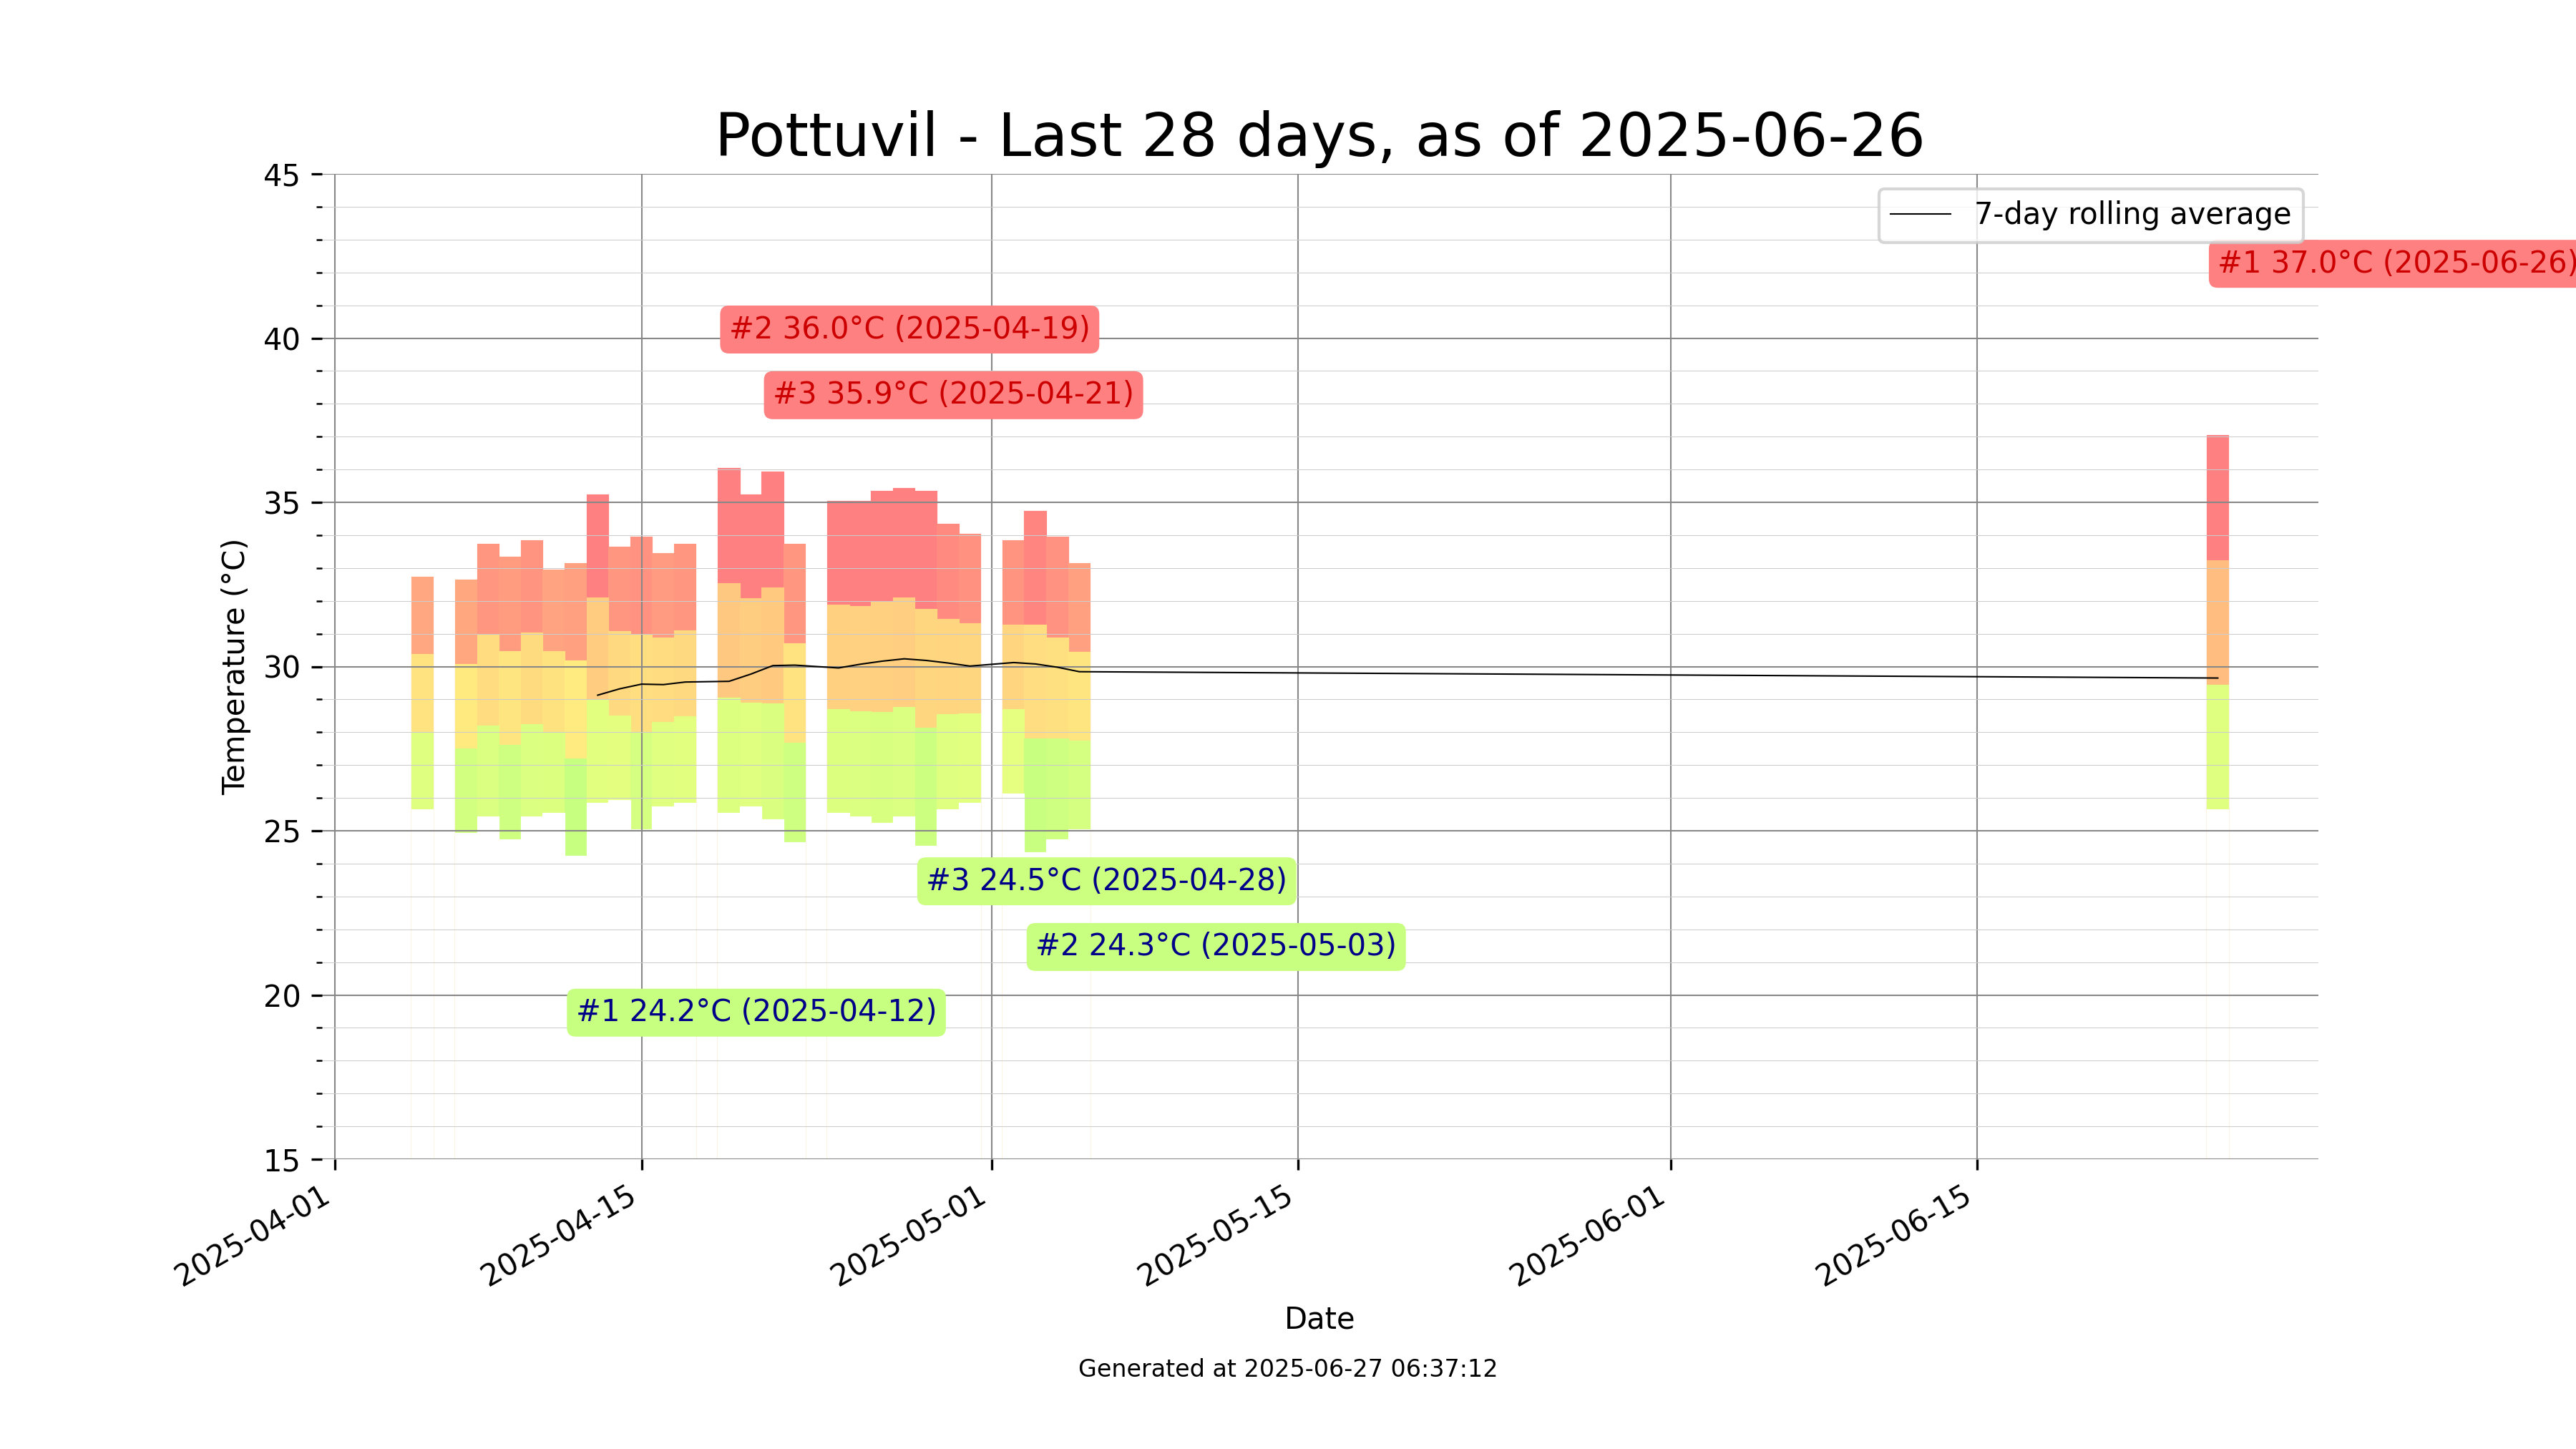 Pottuvil - Last 28 days, as of 2025-06-26
7-day rolling average
#1 37.0°C (2025-06-26)
#2 36.0°C (2025-04-19)
#3 35.9°C (2025-04-21)
#3 24.5°C (2025-04-28)
#2 24.3°C (2025-05-03)
#1 24.2°C (2025-04-12)
Temperature (°C)
45
40
35
30
25
20
15
2025-04-01
2025-04-15
2025-05-01
2025-05-15
2025-06-01
2025-06-15
Date
Generated at 2025-06-27 06:37:12